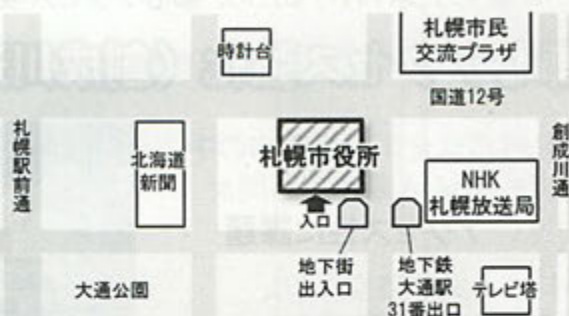 札幌市民
交流プラザ
時計台
国道12号
札幌駅前通
北海道
新聞
札幌市役所
創成川通
NHK
札幌放送局
入口
地下街
出入口
地下鉄
大通駅
31番出口
大通公園
テレビ塔